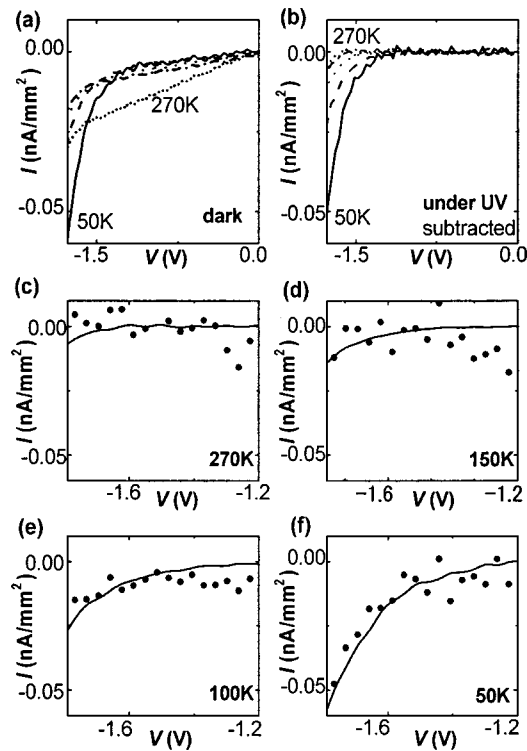 (a)
0.00
270K
-0.05
50K
dark
-1.5
0.0
V (V)
I (nA/mm²)
(b)
0.00
270K
-0.05
50K
under UV
subtracted
-1.5
0.0
V (V)
I (nA/mm²)
(c)
0.00
-0.05
270K
-1.6
-1.2
V (V)
I (nA/mm²)
(d)
0.00
-0.05
150K
-1.6
-1.2
V (V)
I (nA/mm²)
(e)
0.00
-0.05
100K
-1.6
-1.2
V (V)
I (nA/mm²)
(f)
0.00
-0.05
50K
-1.6
-1.2
V (V)
I (nA/mm²)